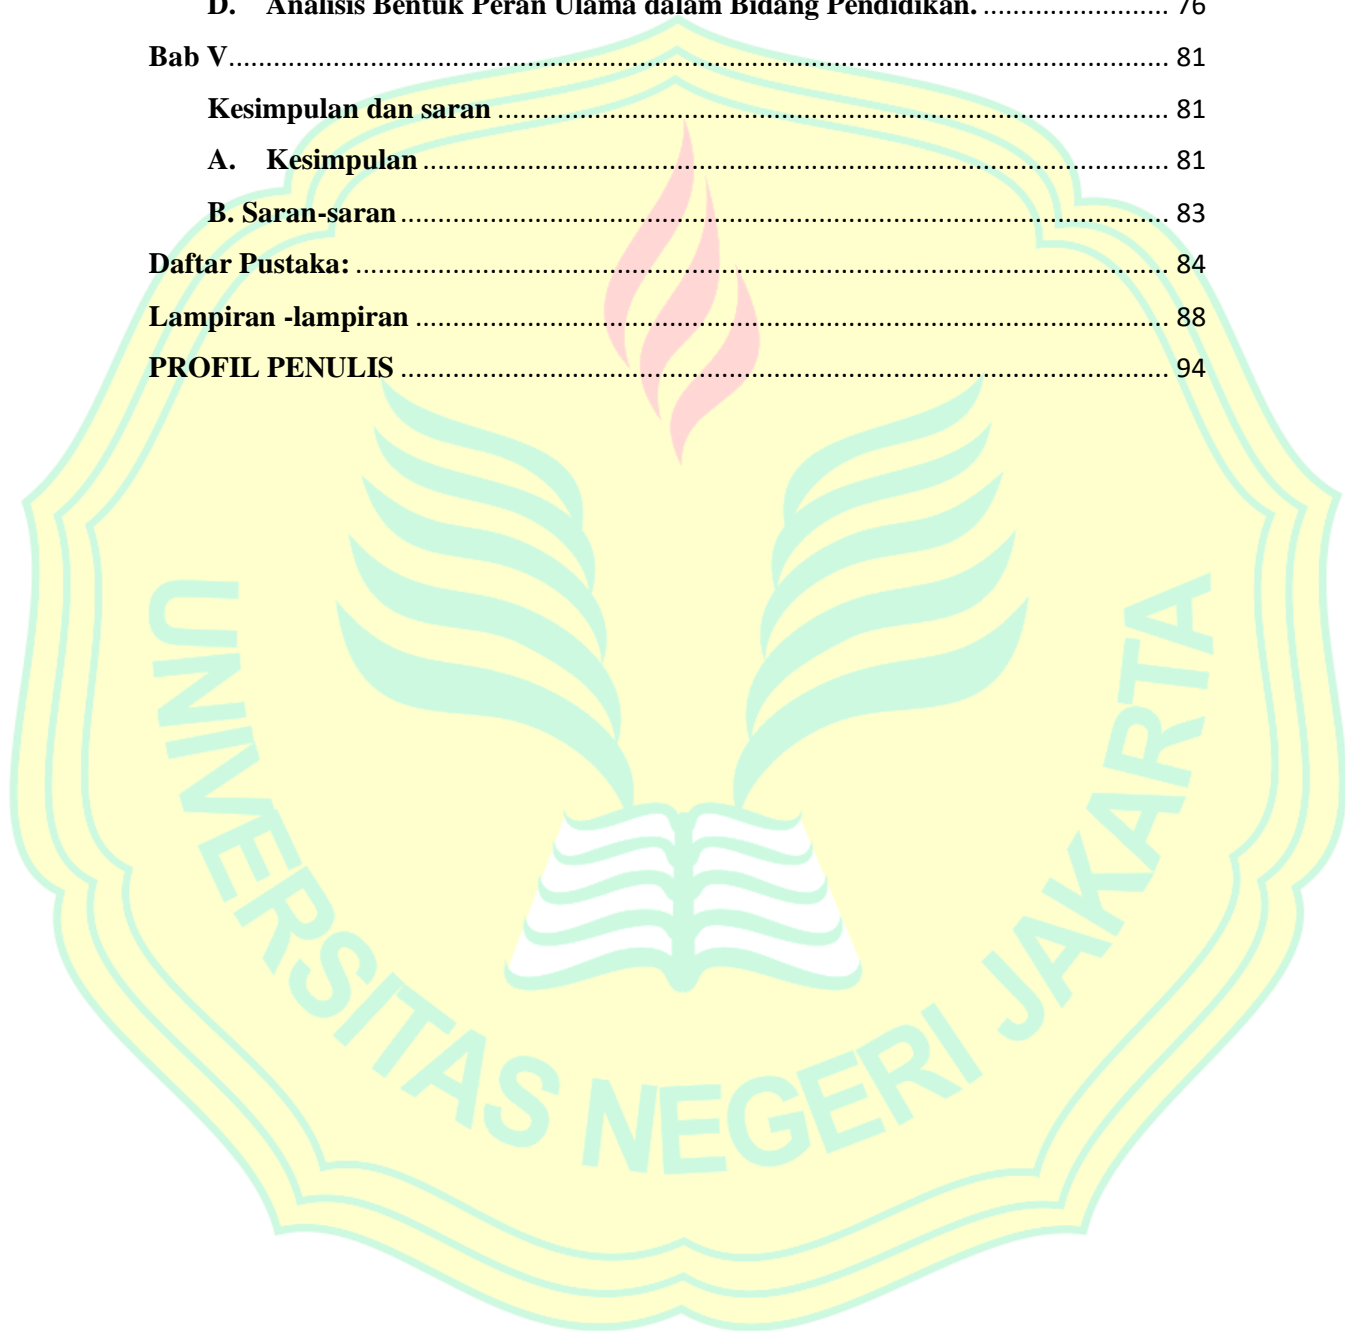 D. Analisis Bentuk Peran Ulama dalam Bidang Pendidikan. ......................... 76
Bab V............................................................................................................................... 81
Kesimpulan dan saran ........................................................................................... 81
A. Kesimpulan ..................................................................................................... 81
B. Saran-saran ........................................................................................................ 83
Daftar Pustaka: .............................................................................................................. 84
Lampiran -lampiran ...................................................................................................... 88
PROFIL PENULIS ........................................................................................................ 94
UNIVERSITAS NEGERI JAKARTA